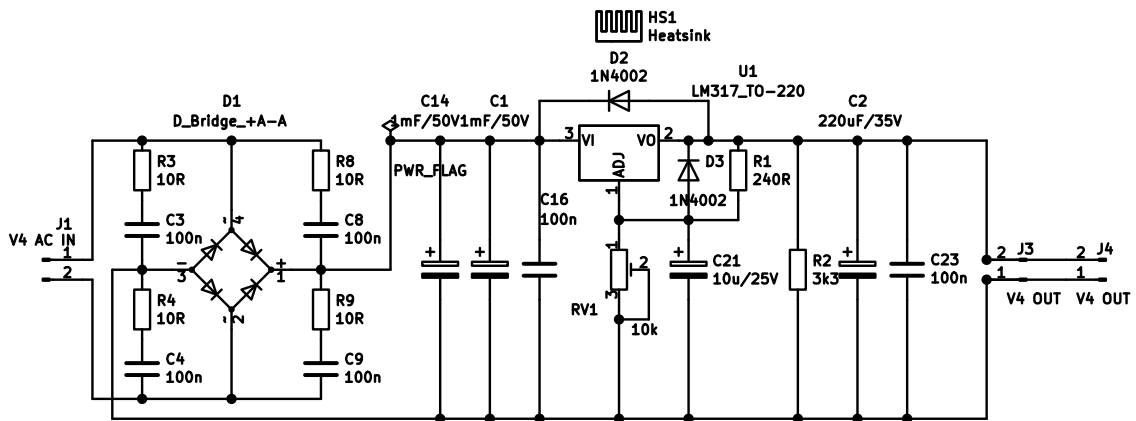 HS1
Heatsink
D2
1N4002
U1
LM317_TO-220
D1
D_Bridge_+A-A
C14
1mF/50V
C1
1mF/50V
C2
220uF/35V
3
VI
VO
2
ADJ
1
PWR_FLAG
D3
1N4002
R1
240R
R3
10R
R8
10R
C16
100n
J1
V4 AC IN
1
2
C3
100n
C8
100n
~
4
-
3
+
1
~
2
R4
10R
R9
10R
C4
100n
C9
100n
+
+
1
2
3
RV1
10k
+
C21
10u/25V
R2
3k3
+
C23
100n
2
J3
2
J4
1
1
V4 OUT
V4 OUT